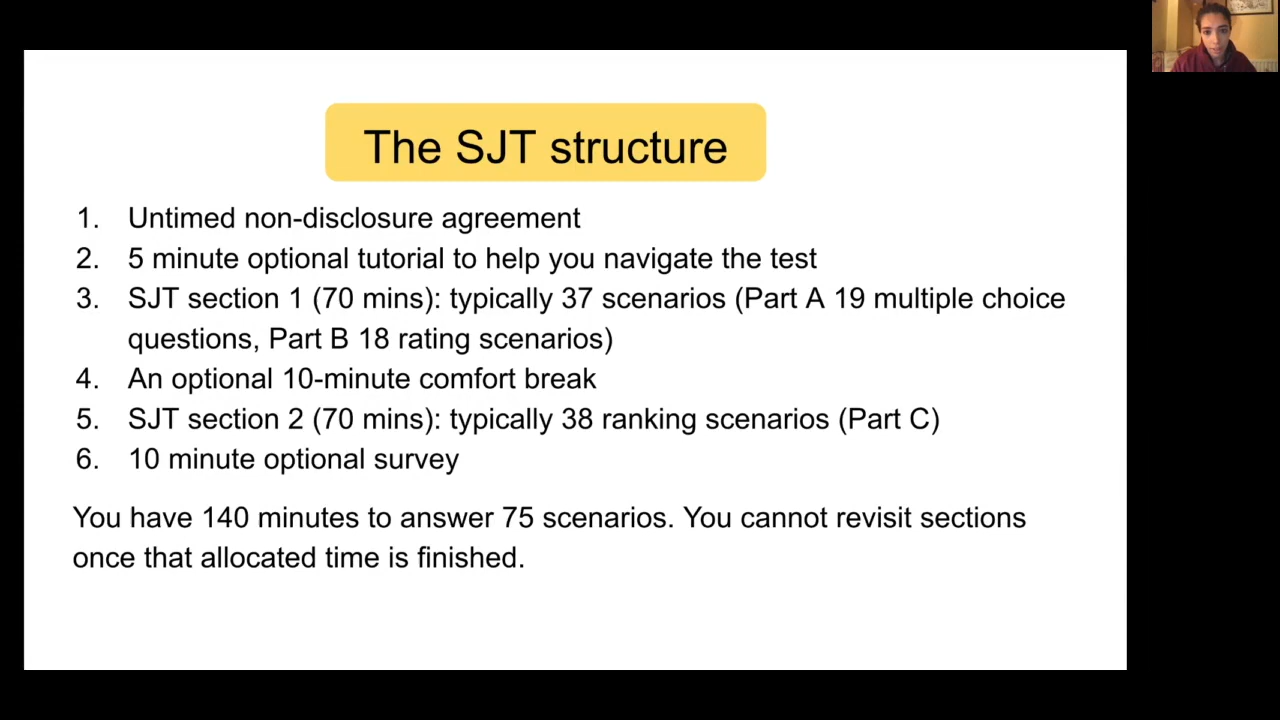 The SJT structure
1. Untimed non-disclosure agreement
2. 5 minute optional tutorial to help you navigate the test
3. SJT section 1 (70 mins): typically 37 scenarios (Part A 19 multiple choice
questions, Part B 18 rating scenarios)
4. An optional 10-minute comfort break
5. SJT section 2 (70 mins): typically 38 ranking scenarios (Part C)
6. 10 minute optional survey
You have 140 minutes to answer 75 scenarios. You cannot revisit sections
once that allocated time is finished.